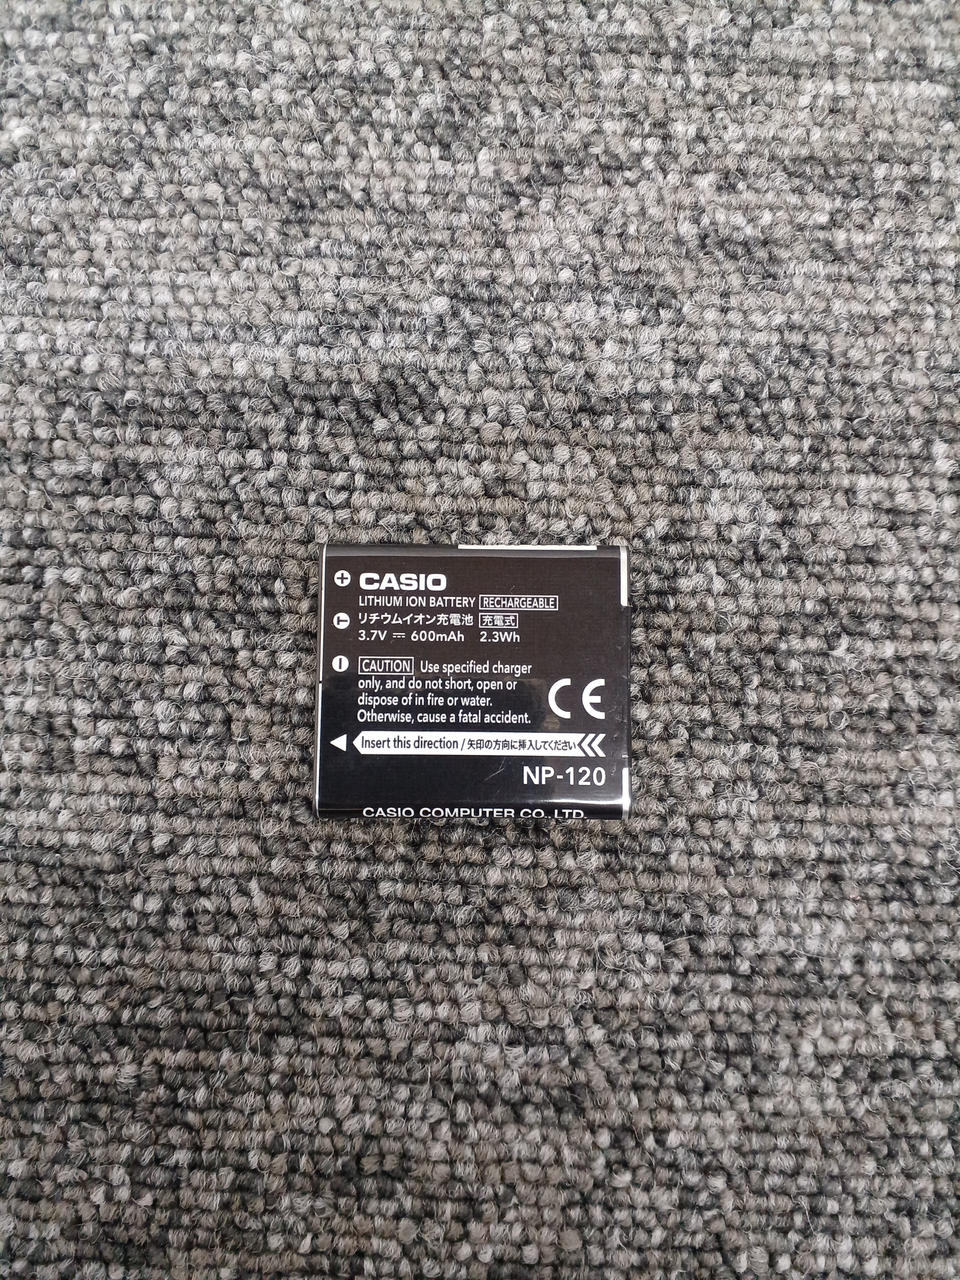 CASIO
LITHIUM ION BATTERY RECHARGEABLE
リチウムイオン充電池 充電式
3.7V 600mAh 2.3Wh
CAUTION Use specified charger
only, and do not short, open or
dispose of in fire or water.
Otherwise, cause a fatal accident.
CE
Insert this direction / 矢印の方向に挿入してください
NP-120
CASIO COMPUTER CO., LTD.